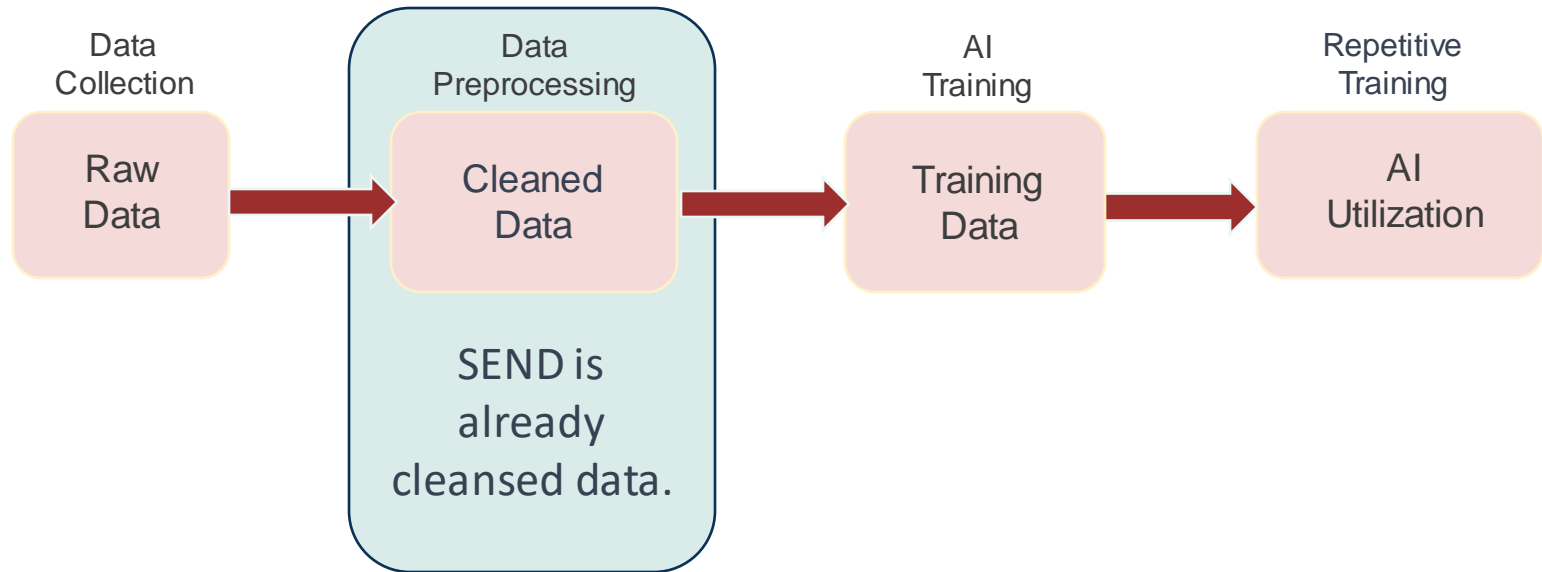 Data
Collection
Raw
Data
Data
Preprocessing
Cleaned
Data
SEND is
already
cleansed data.
AI
Training
Training
Data
Repetitive
Training
AI
Utilization